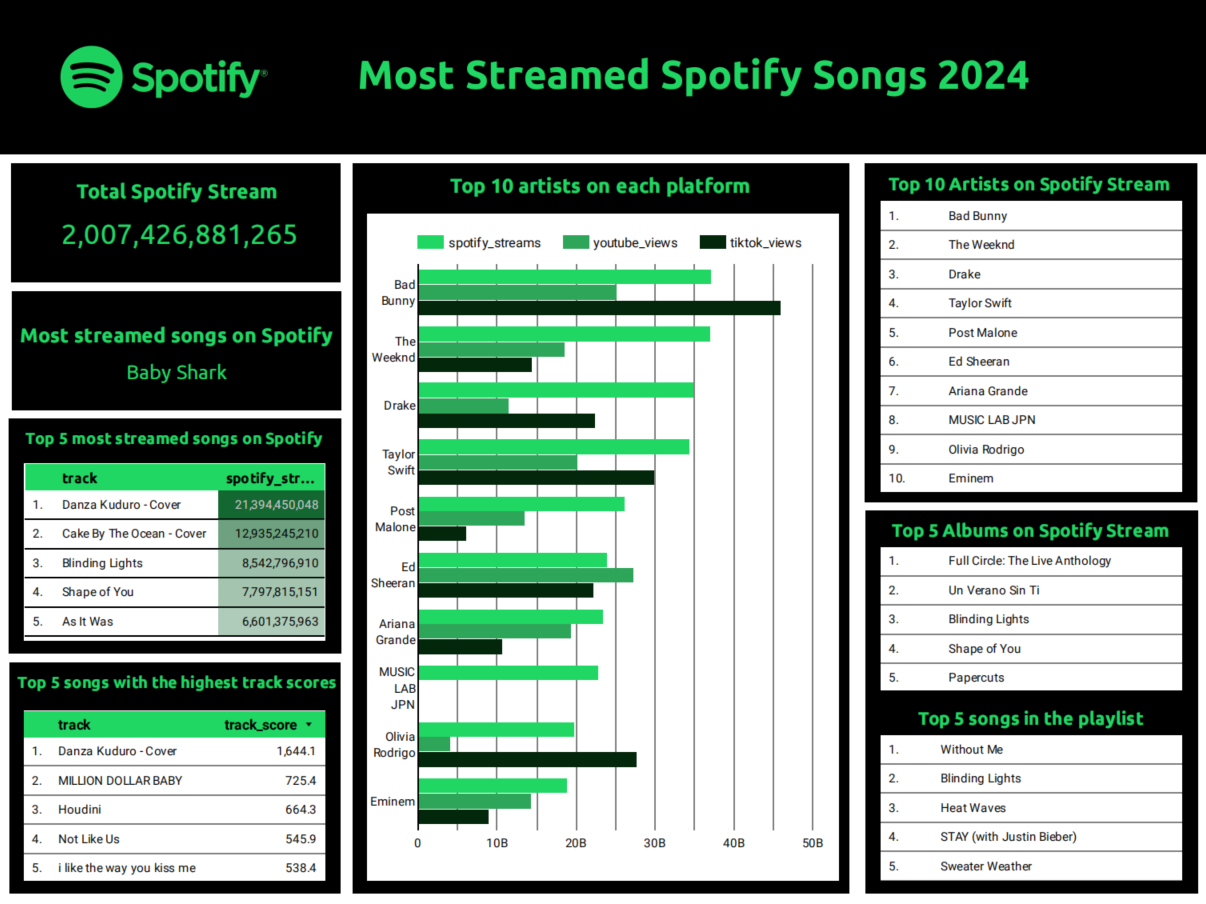 Spotify®
Most Streamed Spotify Songs 2024
Total Spotify Stream
2,007,426,881,265
Most streamed songs on Spotify
Baby Shark
Top 5 most streamed songs on Spotify
track spotify_str...
1. Danza Kuduro - Cover 21,394,450,048
2. Cake By The Ocean - Cover 12,935,245,210
3. Blinding Lights 8,542,796,910
4. Shape of You 7,797,815,151
5. As It Was 6,601,375,963
Top 5 songs with the highest track scores
track track_score
1. Danza Kuduro - Cover 1,644.1
2. MILLION DOLLAR BABY 725.4
3. Houdini 664.3
4. Not Like Us 545.9
5. i like the way you kiss me 538.4
Top 10 artists on each platform
spotify_streams youtube_views tiktok_views
Bad
Bunny
The
Weeknd
Drake
Taylor
Swift
Post
Malone
Ed
Sheeran
Ariana
Grande
MUSIC
LAB
JPN
Olivia
Rodrigo
Eminem
0 10B 20B 30B 40B 50B
Top 10 Artists on Spotify Stream
1. Bad Bunny
2. The Weeknd
3. Drake
4. Taylor Swift
5. Post Malone
6. Ed Sheeran
7. Ariana Grande
8. MUSIC LAB JPN
9. Olivia Rodrigo
10. Eminem
Top 5 Albums on Spotify Stream
1. Full Circle: The Live Anthology
2. Un Verano Sin Ti
3. Blinding Lights
4. Shape of You
5. Papercuts
Top 5 songs in the playlist
1. Without Me
2. Blinding Lights
3. Heat Waves
4. STAY (with Justin Bieber)
5. Sweater Weather